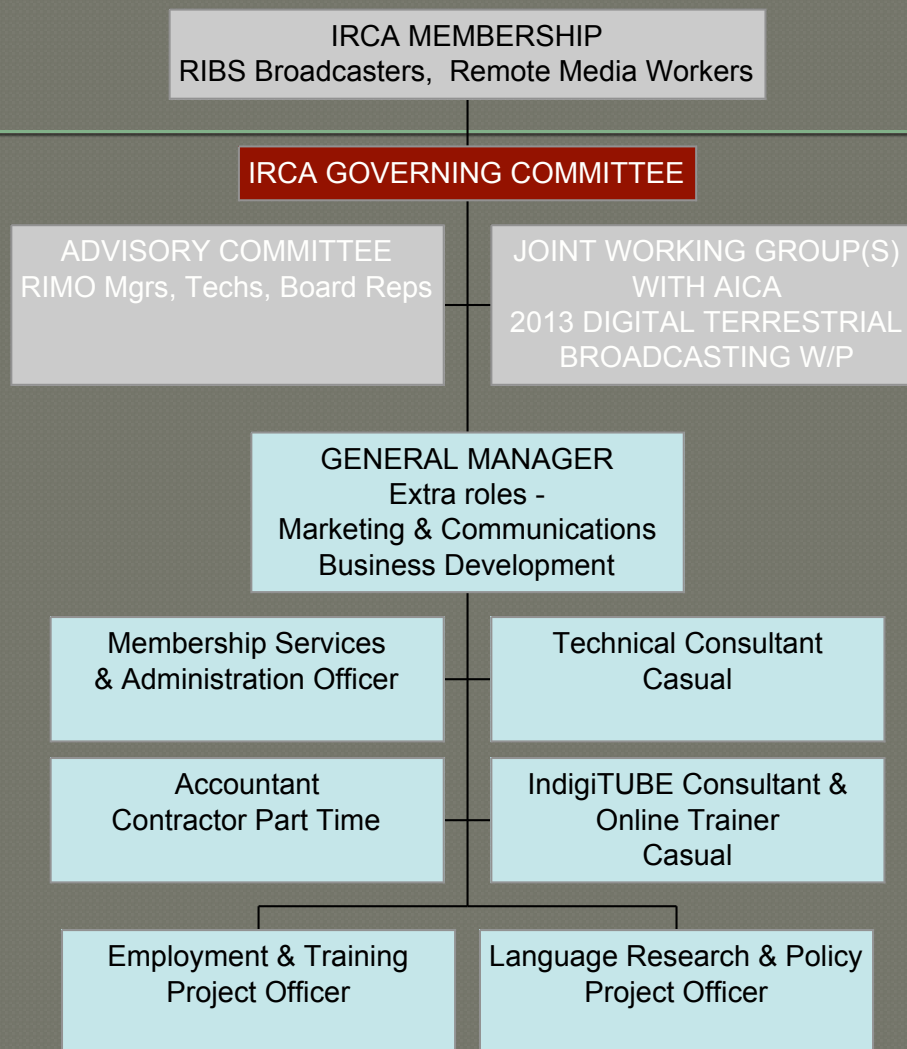 IRCA MEMBERSHIP
RIBS Broadcasters, Remote Media Workers
IRCA GOVERNING COMMITTEE
ADVISORY COMMITTEE
RIMO Mgrs, Techs, Board Reps
JOINT WORKING GROUP(S)
WITH AICA
2013 DIGITAL TERRESTRIAL
BROADCASTING W/P
GENERAL MANAGER
Extra roles -
Marketing & Communications
Business Development
Membership Services
& Administration Officer
Technical Consultant
Casual
Accountant
Contractor Part Time
IndigiTUBE Consultant &
Online Trainer
Casual
Employment & Training
Project Officer
Language Research & Policy
Project Officer